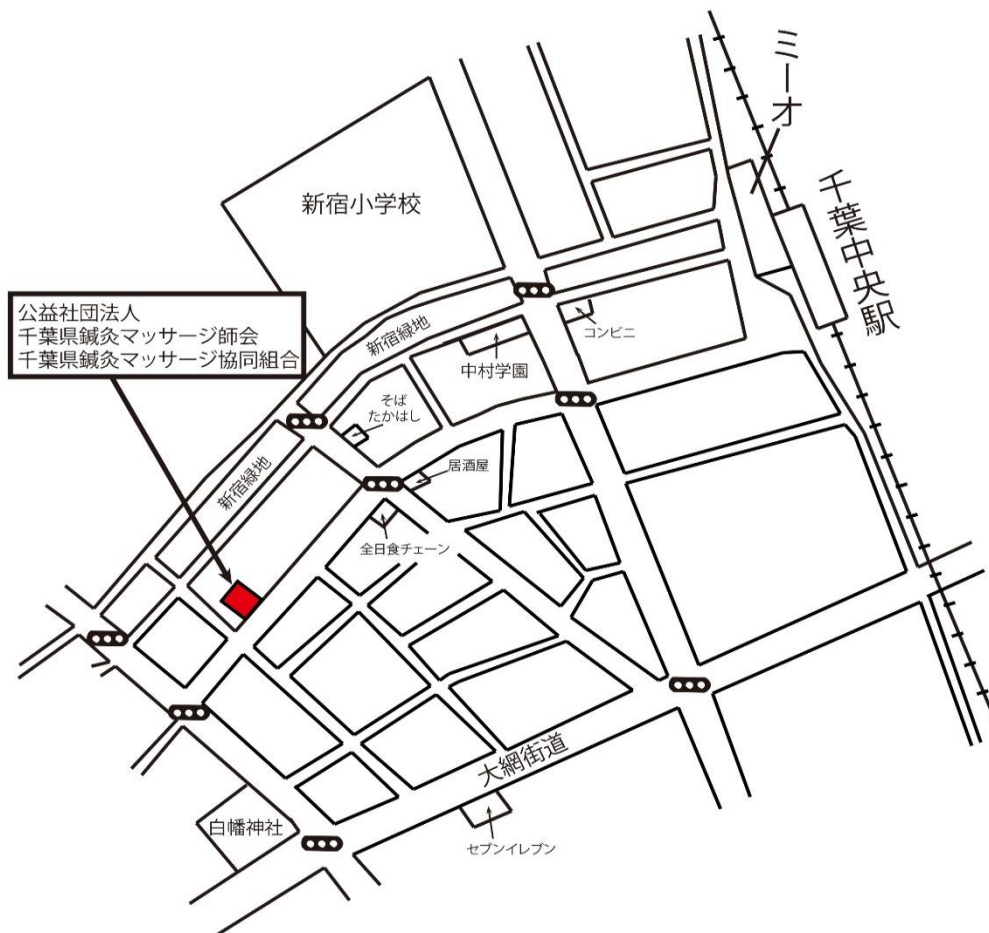 ミーオ
千葉中央駅
新宿小学校
公益社団法人
千葉県鍼灸マッサージ師会
千葉県鍼灸マッサージ協同組合
新宿緑地
コンビニ
中村学園
そば
たかはし
居酒屋
新宿緑地
全日食チェーン
大網街道
白幡神社
セブンイレブン